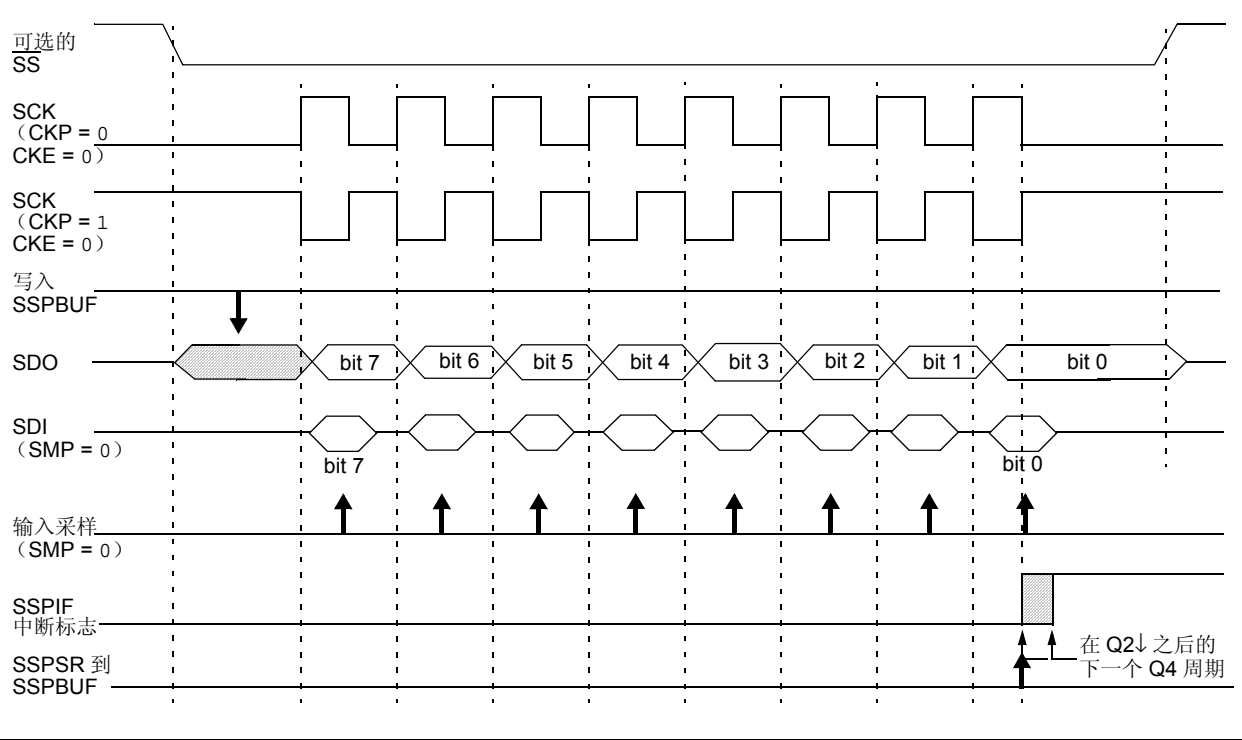 可选的
SS
SCK
（CKP = 0
CKE = 0）
SCK
（CKP = 1
CKE = 0）
写入
SSPBUF
SDO
bit 7 bit 6 bit 5 bit 4 bit 3 bit 2 bit 1 bit 0
SDI
（SMP = 0）
bit 7 bit 0
输入采样
（SMP = 0）
SSPIF
中断标志
在 Q2↓ 之后的
下一个 Q4 周期
SSPSR 到
SSPBUF